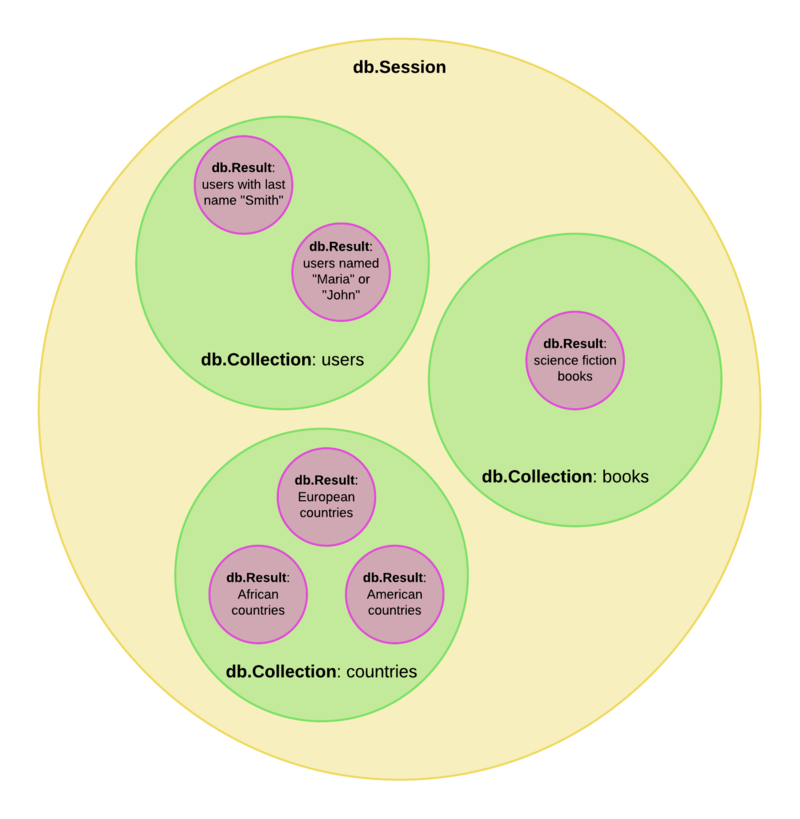 db.Session
db.Result:
users with last
name "Smith"
db.Result:
users named
"Maria" or
"John"
db.Collection: users
db.Result:
science fiction
books
db.Collection: books
db.Result:
European
countries
db.Result:
African
countries
db.Result:
American
countries
db.Collection: countries